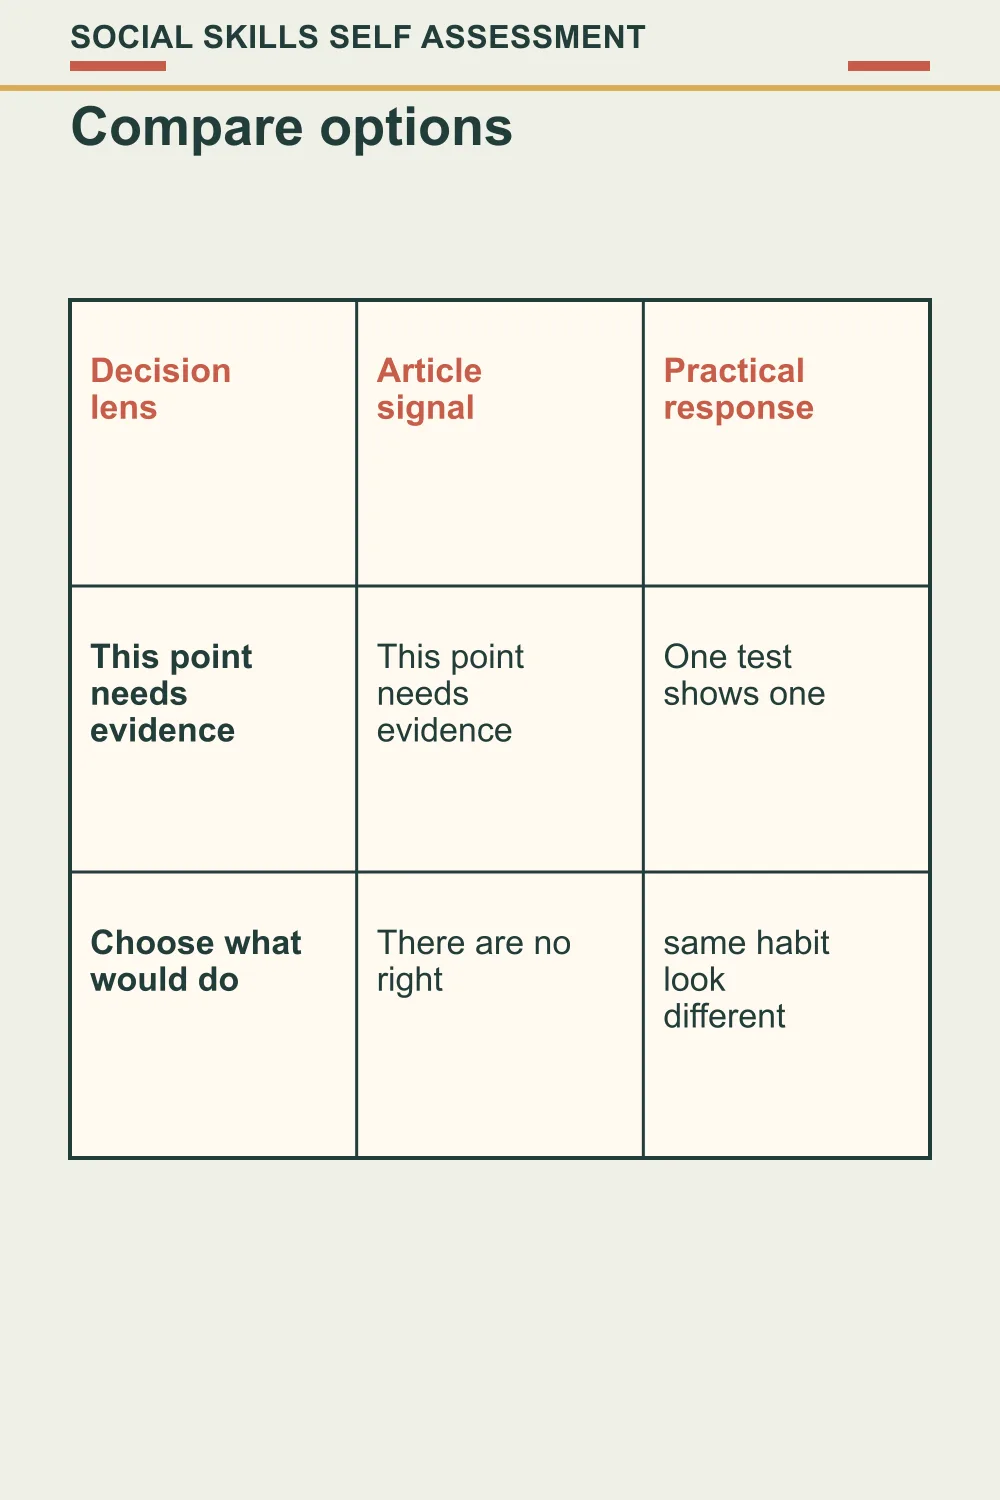 SOCIAL SKILLS SELF ASSESSMENT
Compare options
Decision
lens
Article
signal
Practical
response
This point
needs
evidence
This point
needs
evidence
One test
shows one
Choose what
would do
There are no
right
same habit
look
different